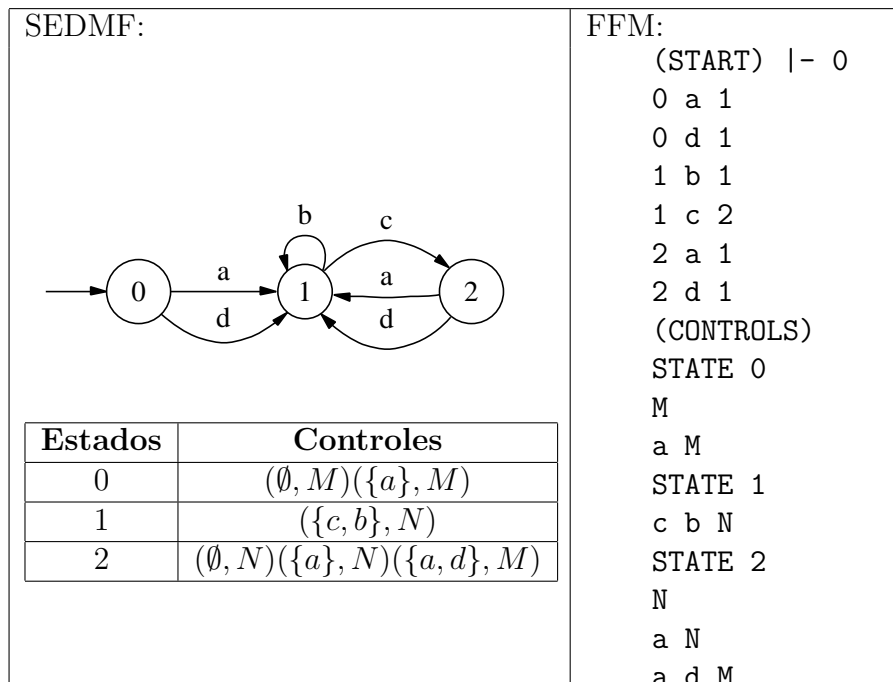 SEDMF:
b
c
a
a
0
1
2
d
d
Estados Controles
0 (∅, M)({a}, M)
1 ({c, b}, N)
2 (∅, N)({a}, N)({a, d}, M)
FFM:
(START) |- 0
0 a 1
0 d 1
1 b 1
1 c 2
2 a 1
2 d 1
(CONTROLS)
STATE 0
M
a M
STATE 1
c b N
STATE 2
N
a N
a d M